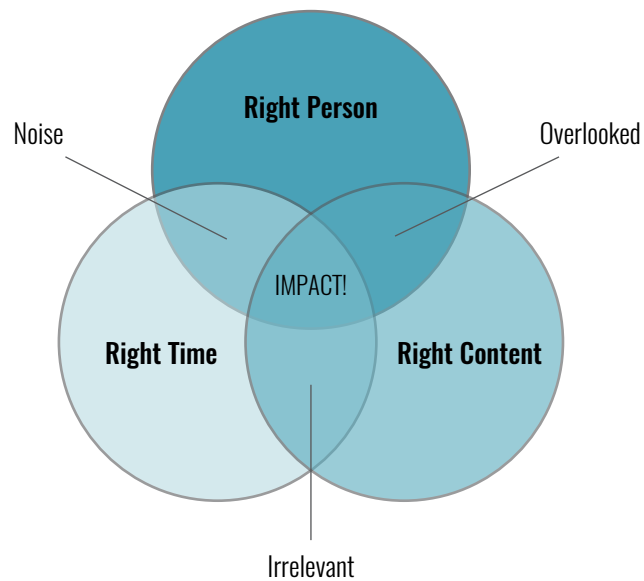 Right Person
Noise
Overlooked
IMPACT!
Right Time
Right Content
Irrelevant